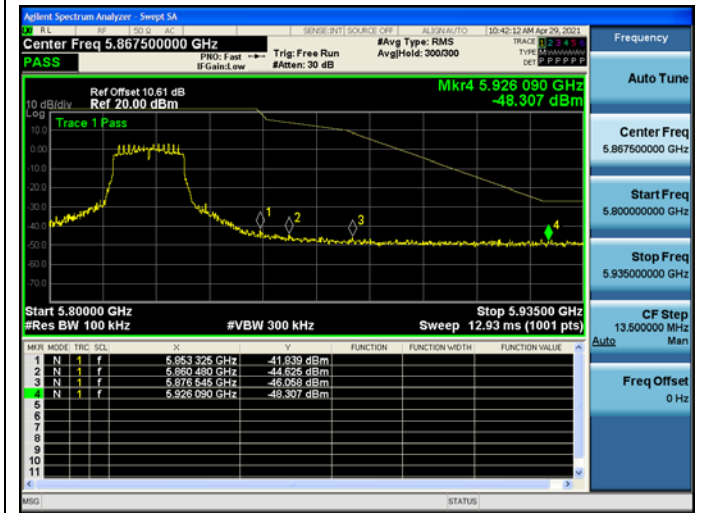 Agilent Spectrum Analyzer - Swept SA
RL RF 50 Ω AC SENSE:INT SOURCE OFF ALIGNAUTO 10:42:12 AM Apr 29, 2021
Center Freq 5.867500000 GHz #Avg Type: RMS TRACE 1 2 3 4 5 6
PASS PNO: Fast Trig: Free Run Avg|Hold: 300/300 TYPE
IFGain:Low #Atten: 30 dB DET P P P P P P
Ref Offset 10.61 dB Mkr4 5.926 090 GHz
10 dB/div Ref 20.00 dBm -48.307 dBm
Log
Trace 1 Pass
10.0
0.00
-10.0
-20.0
-30.0
-40.0
-50.0
-60.0
-70.0
1
2
3
4
Start 5.80000 GHz Stop 5.93500 GHz
#Res BW 100 kHz #VBW 300 kHz Sweep 12.93 ms (1001 pts)
MKR MODE TRC SCL X Y FUNCTION FUNCTION WIDTH FUNCTION VALUE
1 N 1 f 5.853 325 GHz -41.839 dBm
2 N 1 f 5.860 480 GHz -44.625 dBm
3 N 1 f 5.876 545 GHz -46.058 dBm
4 N 1 f 5.926 090 GHz -48.307 dBm
5
6
7
8
9
10
11
MSG STATUS
Frequency
Auto Tune
Center Freq
5.867500000 GHz
Start Freq
5.800000000 GHz
Stop Freq
5.935000000 GHz
CF Step
13.500000 MHz
Auto Man
Freq Offset
0 Hz